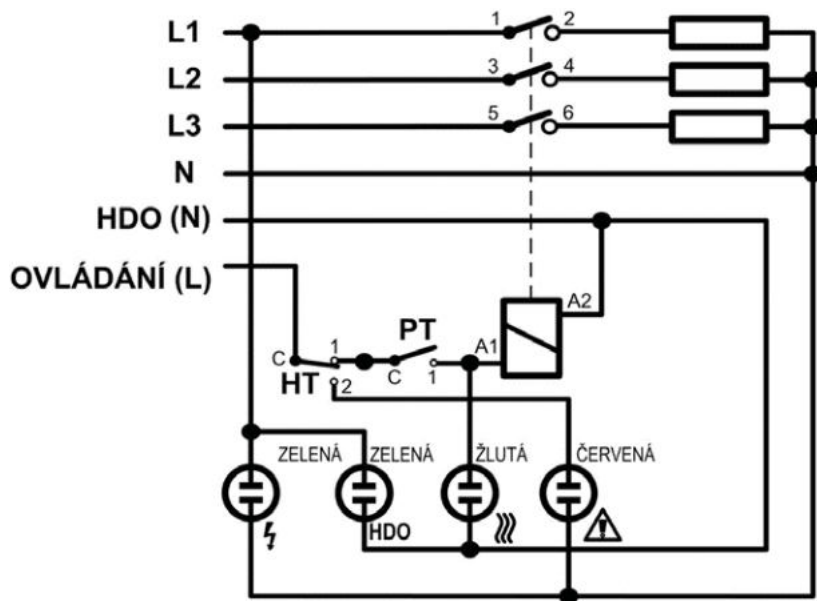 L1
1
2
L2
3
4
L3
5
6
N
HDO (N)
OVLÁDÁNÍ (L)
A2
PT
A1
C
1
C
1
HT
2
ZELENÁ
ZELENÁ
ŽLUTÁ
ČERVENÁ
HDO